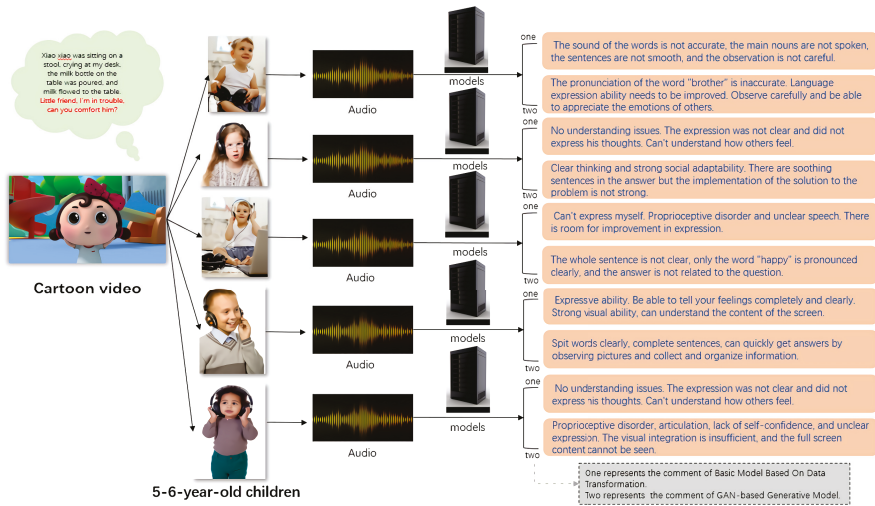 Xiao xiao was sitting on a
stool, crying at my desk,
the milk bottle on the
table was poured, and
milk flowed to the table.
Little friend, I'm in trouble,
can you comfort him?
Cartoon video
5-6-year-old children
Audio
models
one
The sound of the words is not accurate, the main nouns are not spoken,
the sentences are not smooth, and the observation is not careful.
The pronunciation of the word "brother" is inaccurate. Language
expression ability needs to be improved. Observe carefully and be able
to appreciate the emotions of others.
two
Audio
models
one
No understanding issues. The expression was not clear and did not
express his thoughts. Can't understand how others feel.
Clear thinking and strong social adaptability. There are soothing
sentences in the answer but the implementation of the solution to the
problem is not strong.
two
Audio
models
one
Can't express myself. Proprioceptive disorder and unclear speech. There
is room for improvement in expression.
The whole sentence is not clear, only the word "happy" is pronounced
clearly, and the answer is not related to the question.
two
Audio
models
one
Expressive ability. Be able to tell your feelings completely and clearly.
Strong visual ability, can understand the content of the screen.
Spit words clearly, complete sentences, can quickly get answers by
observing pictures and collect and organize information.
two
Audio
models
one
No understanding issues. The expression was not clear and did not
express his thoughts. Can't understand how others feel.
Proprioceptive disorder, articulation, lack of self-confidence, and unclear
expression. The visual integration is insufficient, and the full screen
content cannot be seen.
two
One represents the comment of Basic Model Based On Data
Transformation.
Two represents the comment of GAN-based Generative Model.